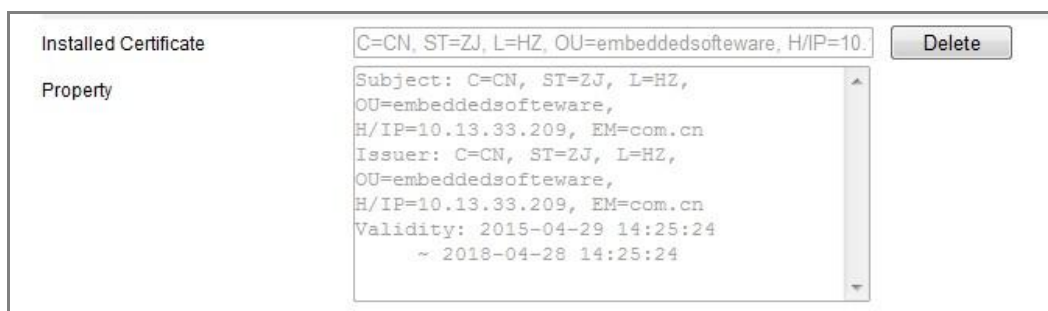 Installed Certificate
C=CN, ST=ZJ, L=HZ, OU=embeddedsofteware, H/IP=10.
Delete
Property
Subject: C=CN, ST=ZJ, L=HZ,
OU=embeddedsofteware,
H/IP=10.13.33.209, EM=com.cn
Issuer: C=CN, ST=ZJ, L=HZ,
OU=embeddedsofteware,
H/IP=10.13.33.209, EM=com.cn
Validity: 2015-04-29 14:25:24
~ 2018-04-28 14:25:24